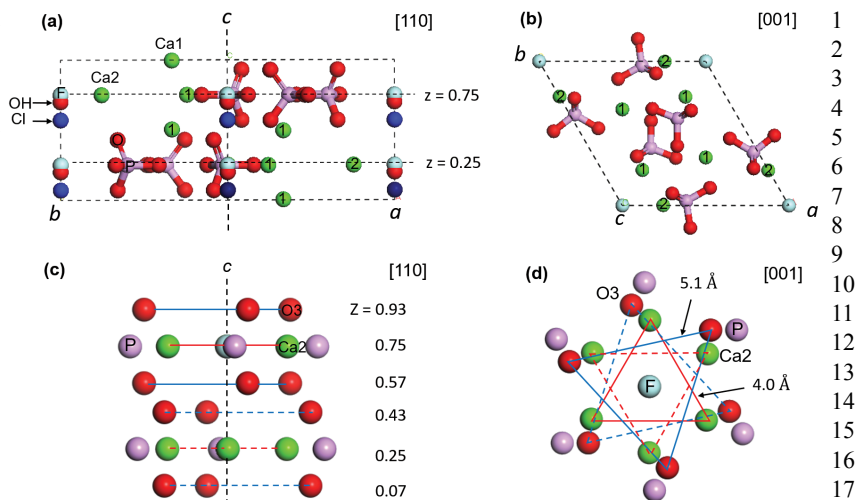 (a)
c
[110]
Ca1
Ca2
1
F
OH
Cl
z = 0.75
1
1
O
P
1
2
z = 0.25
1
b
c
a
(b)
[001]
b
2
2
1
1
1
1
2
2
c
a
(c)
c
[110]
O3
Z = 0.93
P
Ca2
0.75
0.57
0.43
0.25
0.07
(d)
[001]
5.1 Å
O3
P
Ca2
F
4.0 Å
1
2
3
4
5
6
7
8
9
10
11
12
13
14
15
16
17